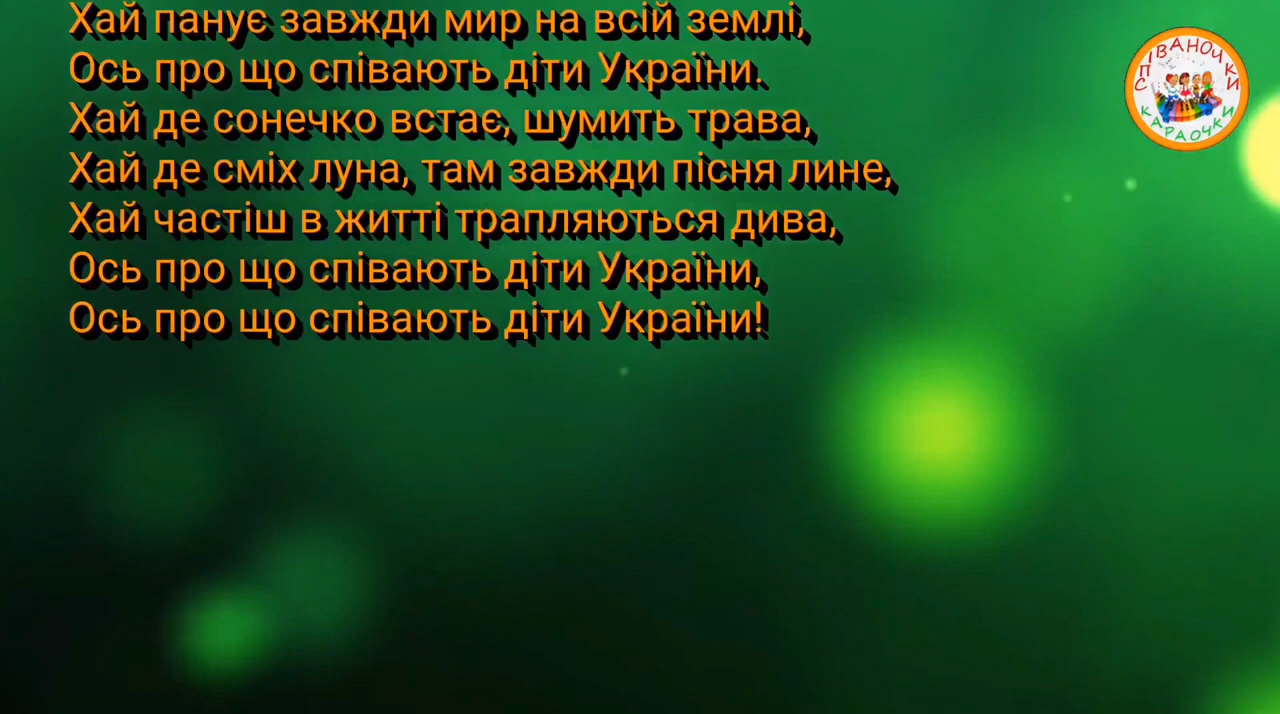 Хай панує завжди мир на всій землі,
Ось про що співають діти України.
Хай де сонечко встає, шумить трава,
Хай де сміх луна, там завжди пісня лине,
Хай частіш в житті трапляються дива,
Ось про що співають діти України,
Ось про що співають діти України!
СПІВАНОЧКИ
КАРАОЧКИ